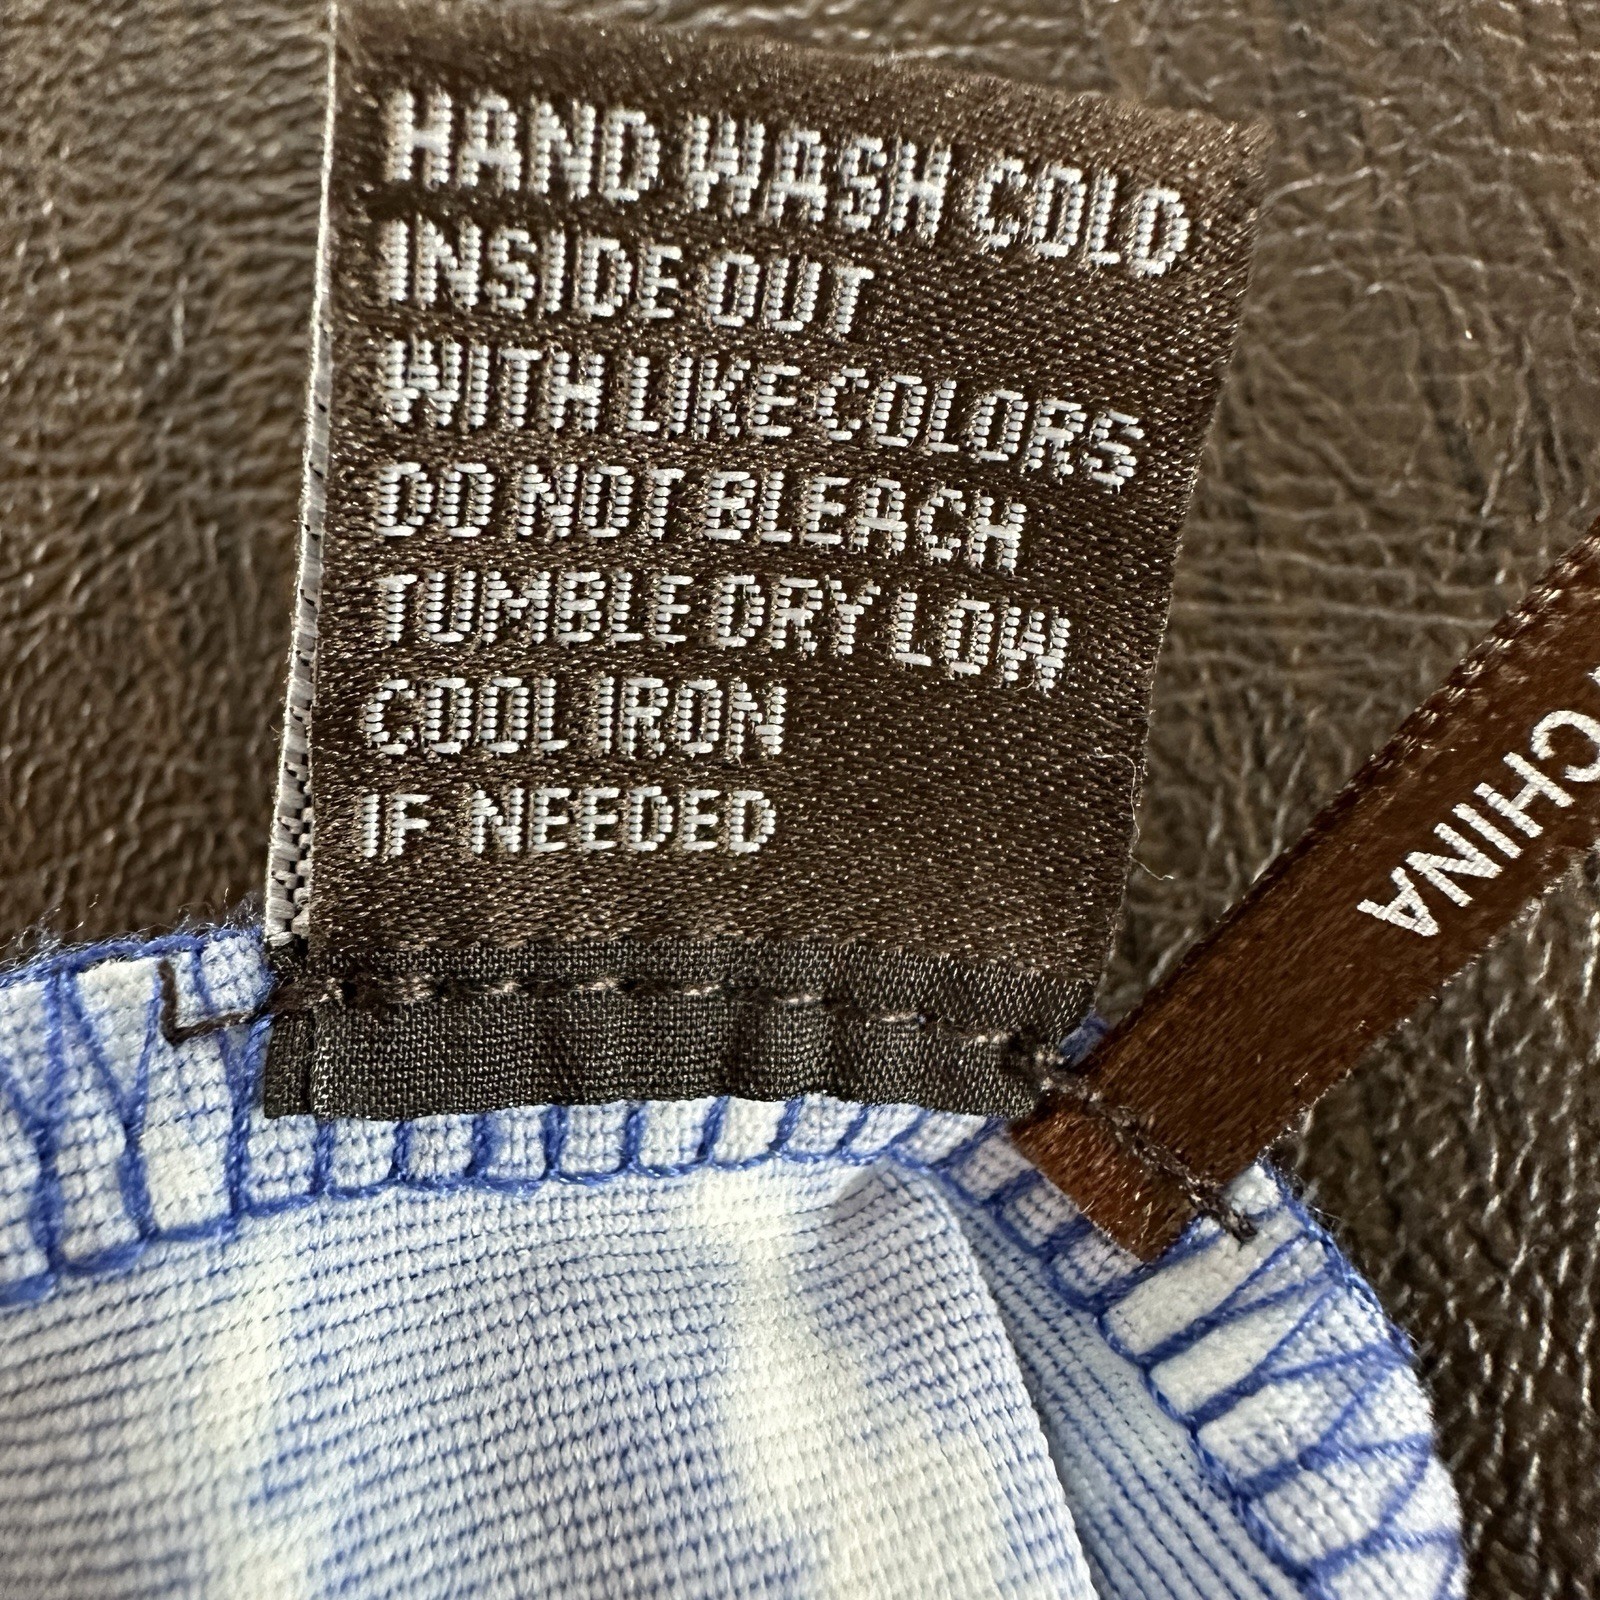 HAND WASH COLD
INSIDE OUT
WITH LIKE COLORS
DO NOT BLEACH
TUMBLE DRY LOW
COOL IRON
IF NEEDED
CHINA